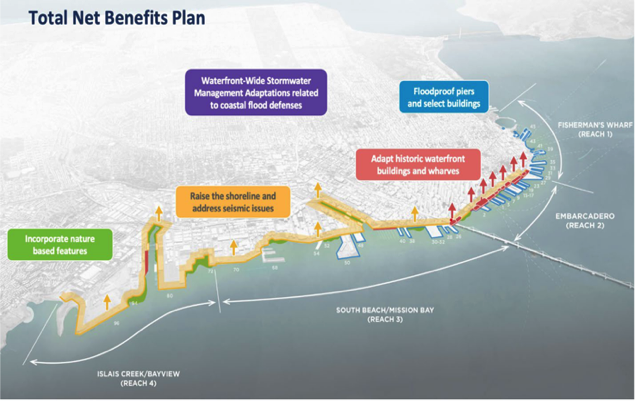 Total Net Benefits Plan
Waterfront-Wide Stormwater
Management Adaptations related
to coastal flood defenses
Floodproof piers
and select buildings
FISHERMAN'S WHARF
(REACH 1)
Adapt historic waterfront
buildings and wharves
Raise the shoreline and
address seismic issues
EMBARCADERO
(REACH 2)
Incorporate nature
based features
SOUTH BEACH/MISSION BAY
(REACH 3)
ISLAIS CREEK/BAYVIEW
(REACH 4)